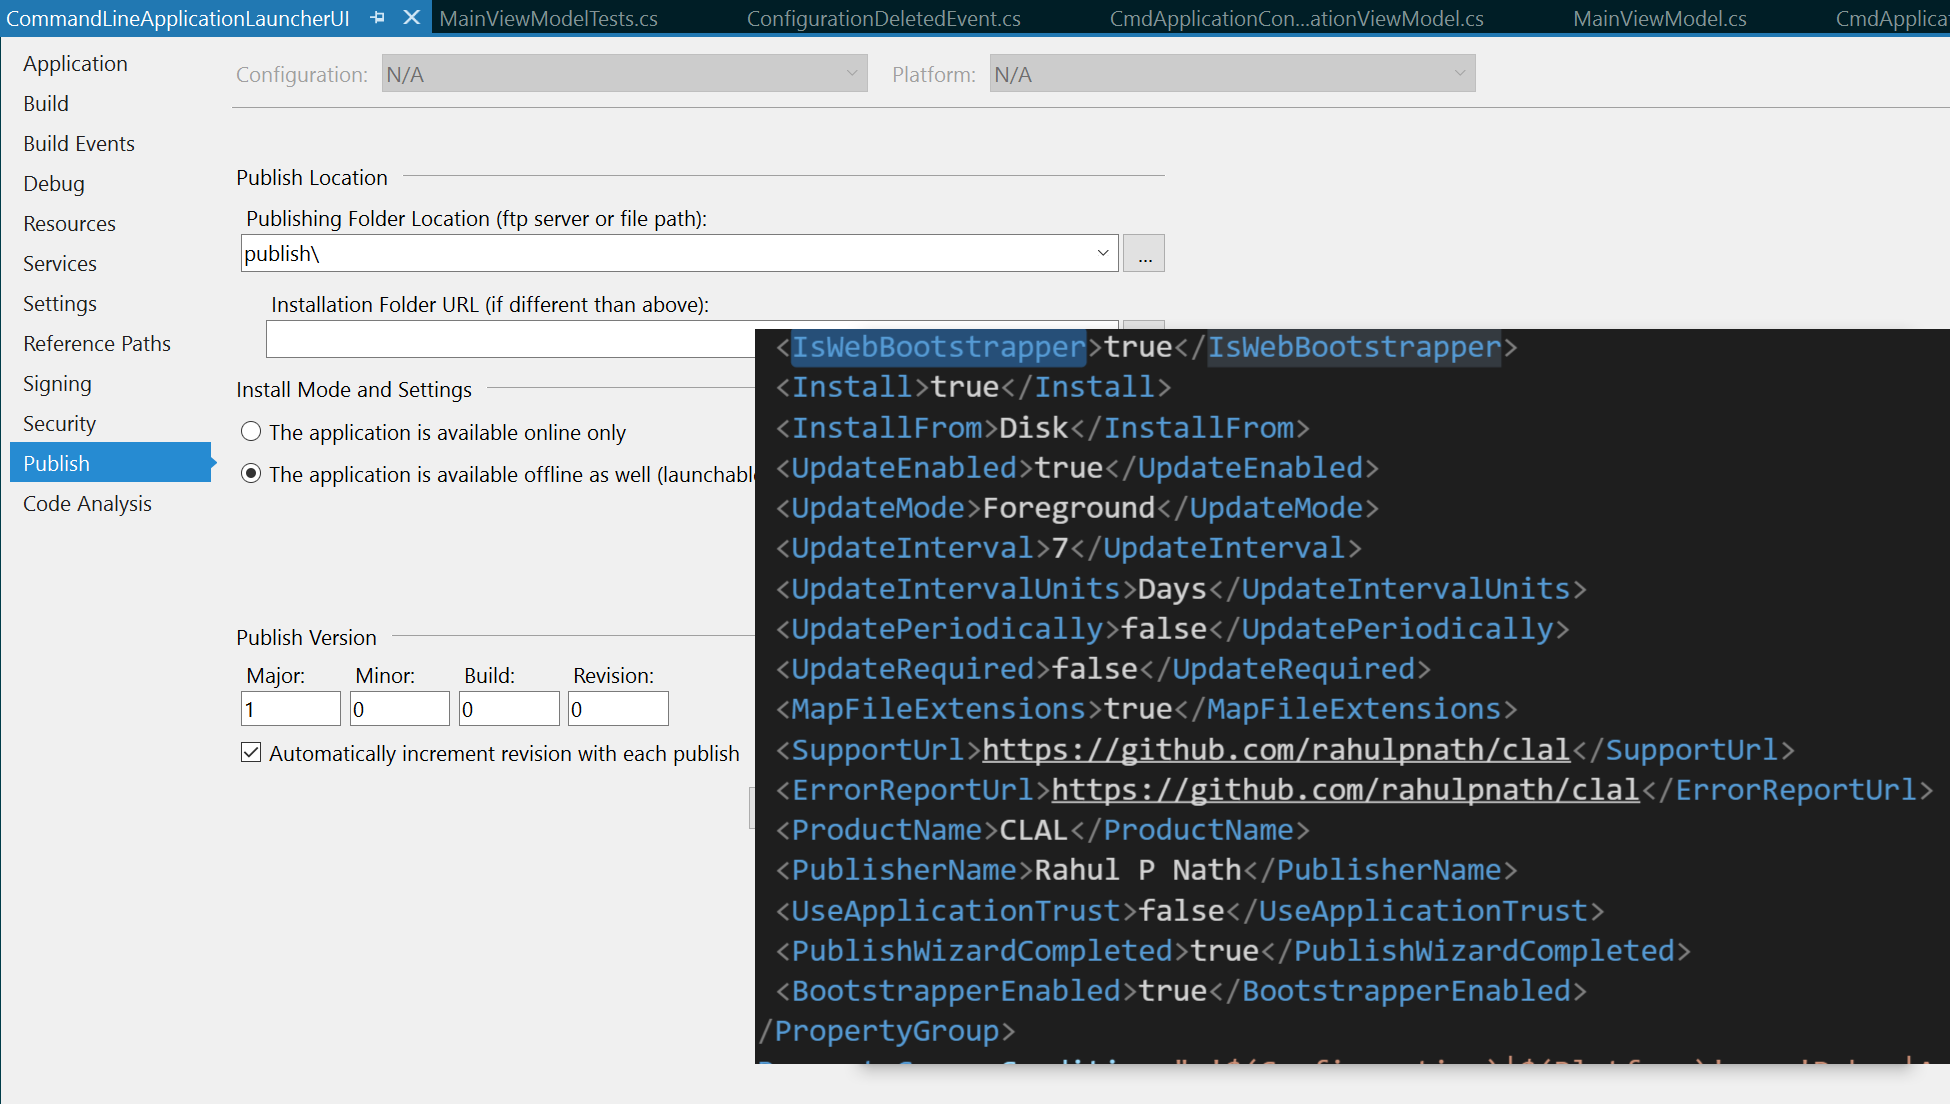 CommandLineApplicationLauncherUI MainViewModelTests.cs ConfigurationDeletedEvent.cs CmdApplicationCon...ationViewModel.cs MainViewModel.cs CmdApplicat
Application
Build
Build Events
Debug
Resources
Services
Settings
Reference Paths
Signing
Security
Publish
Code Analysis
Configuration: N/A Platform: N/A
Publish Location
Publishing Folder Location (ftp server or file path):
publish\ ...
Installation Folder URL (if different than above):
Install Mode and Settings
The application is available online only
The application is available offline as well (launchable
Publish Version
Major: Minor: Build: Revision:
1 0 0 0
Automatically increment revision with each publish
<IsWebBootstrapper>true</IsWebBootstrapper>
<Install>true</Install>
<InstallFrom>Disk</InstallFrom>
<UpdateEnabled>true</UpdateEnabled>
<UpdateMode>Foreground</UpdateMode>
<UpdateInterval>7</UpdateInterval>
<UpdateIntervalUnits>Days</UpdateIntervalUnits>
<UpdatePeriodically>false</UpdatePeriodically>
<UpdateRequired>false</UpdateRequired>
<MapFileExtensions>true</MapFileExtensions>
<SupportUrl>https://github.com/rahulpnath/clal</SupportUrl>
<ErrorReportUrl>https://github.com/rahulpnath/clal</ErrorReportUrl>
<ProductName>CLAL</ProductName>
<PublisherName>Rahul P Nath</PublisherName>
<UseApplicationTrust>false</UseApplicationTrust>
<PublishWizardCompleted>true</PublishWizardCompleted>
<BootstrapperEnabled>true</BootstrapperEnabled>
/PropertyGroup>